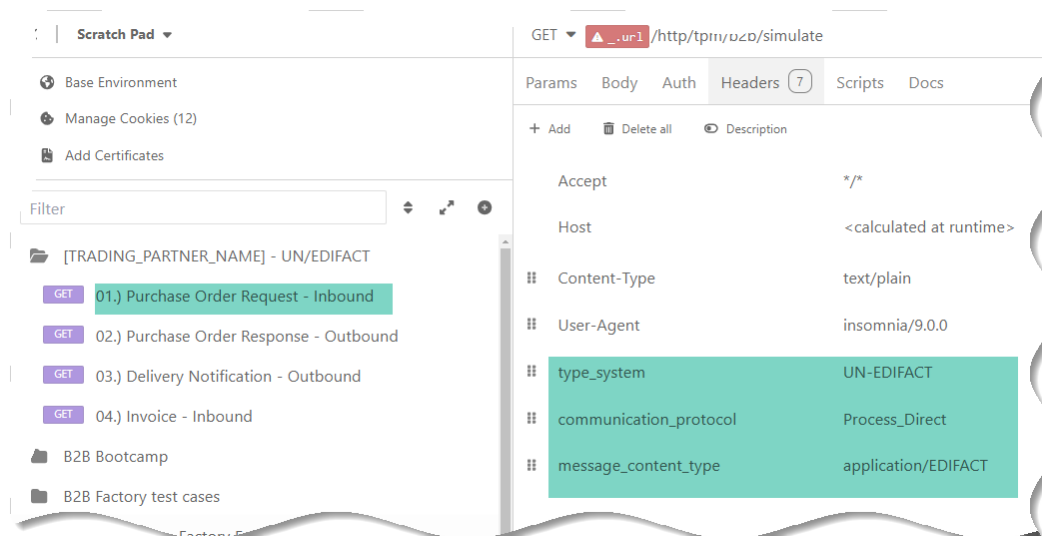 Scratch Pad
Base Environment
Manage Cookies (12)
Add Certificates
Filter
[TRADING_PARTNER_NAME] - UN/EDIFACT
GET 01.) Purchase Order Request - Inbound
GET 02.) Purchase Order Response - Outbound
GET 03.) Delivery Notification - Outbound
GET 04.) Invoice - Inbound
B2B Bootcamp
B2B Factory test cases
Factory
GET _.url /http/tpm/b2b/simulate
Params Body Auth Headers 7 Scripts Docs
+ Add Delete all Description
Accept */*
Host <calculated at runtime>
Content-Type text/plain
User-Agent insomnia/9.0.0
type_system UN-EDIFACT
communication_protocol Process_Direct
message_content_type application/EDIFACT